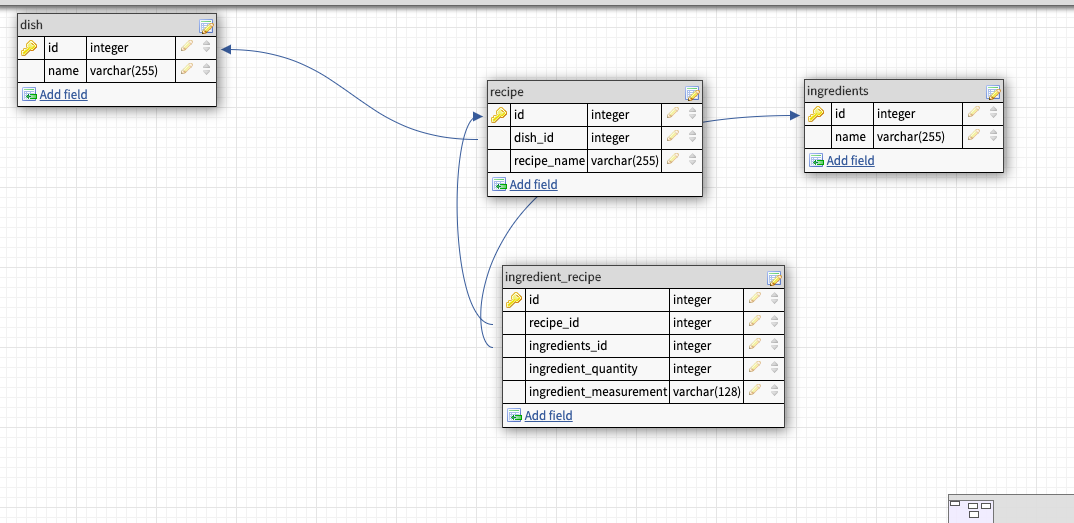 dish
id integer
name varchar(255)
Add field
recipe
id integer
dish_id integer
recipe_name varchar(255)
Add field
ingredients
id integer
name varchar(255)
Add field
ingredient_recipe
id integer
recipe_id integer
ingredients_id integer
ingredient_quantity integer
ingredient_measurement varchar(128)
Add field